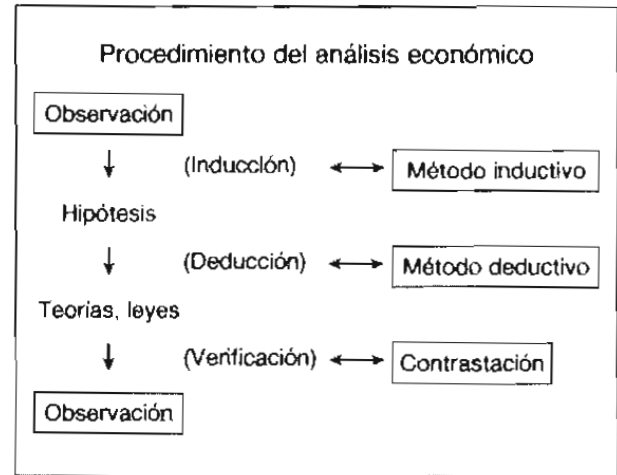 Procedimiento del análisis económico
Observación
(Inducción) Método inductivo
Hipótesis
(Deducción) Método deductivo
Teorías, leyes
(Verificación) Contrastación
Observación